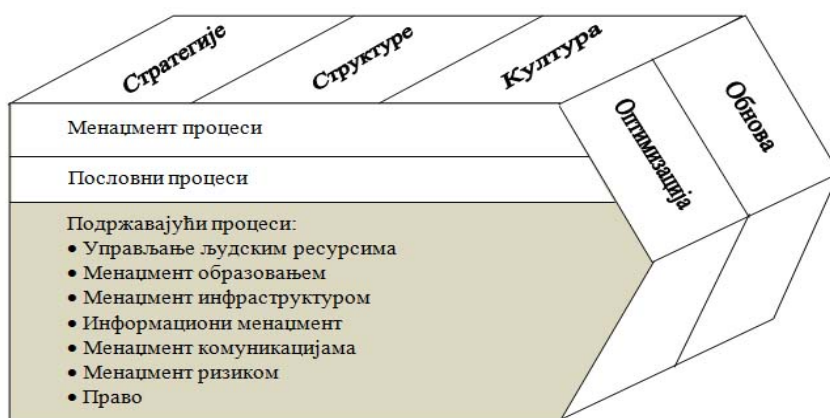 Стратегије
Структуре
Култура
Оптимизација
Обнова
Менаџмент процеси
Пословни процеси
Подржавајући процеси:
• Управљање људским ресурсима
• Менаџмент образовањем
• Менаџмент инфраструктуром
• Информациони менаџмент
• Менаџмент комуникацијама
• Менаџмент ризиком
• Право